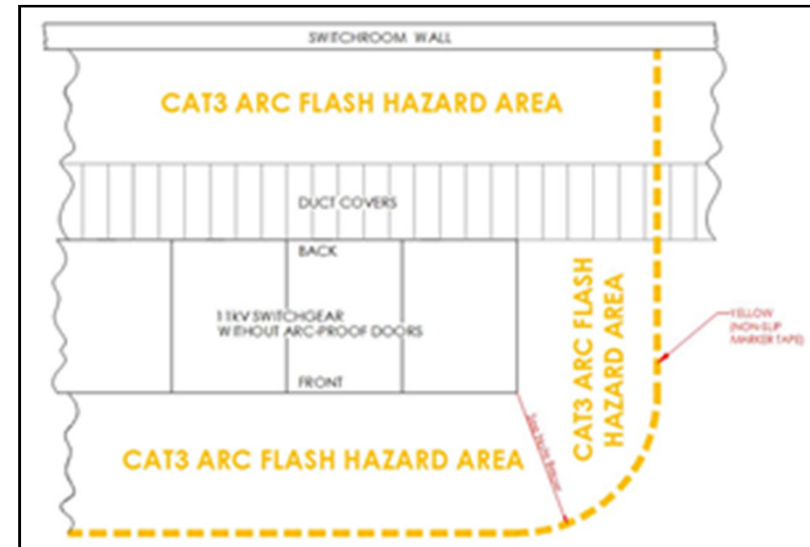 SWITCHROOM WALL
CAT3 ARC FLASH HAZARD AREA
DUCT COVERS
BACK
11kV SWITCHGEAR
WITHOUT ARC-PROOF DOORS
FRONT
CAT3 ARC FLASH
HAZARD AREA
YELLOW
(NON-SLIP
MARKER TAPE)
CAT3 ARC FLASH HAZARD AREA